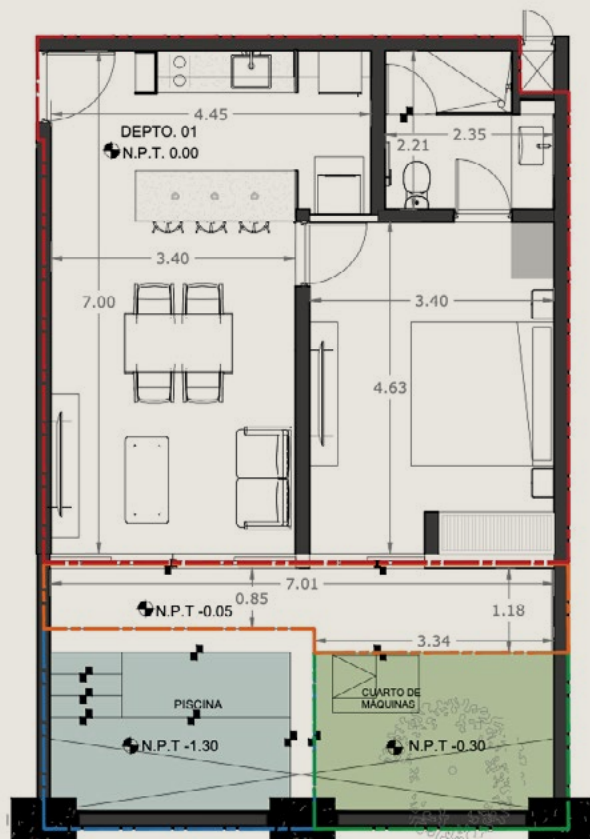 4.45
DEPTO. 01
N.P.T. 0.00
2.21
2.35
3.40
7.00
3.40
4.63
7.01
0.85
N.P.T -0.05
1.18
3.34
PISCINA
CUARTO DE
MÁQUINAS
N.P.T -1.30
N.P.T -0.30